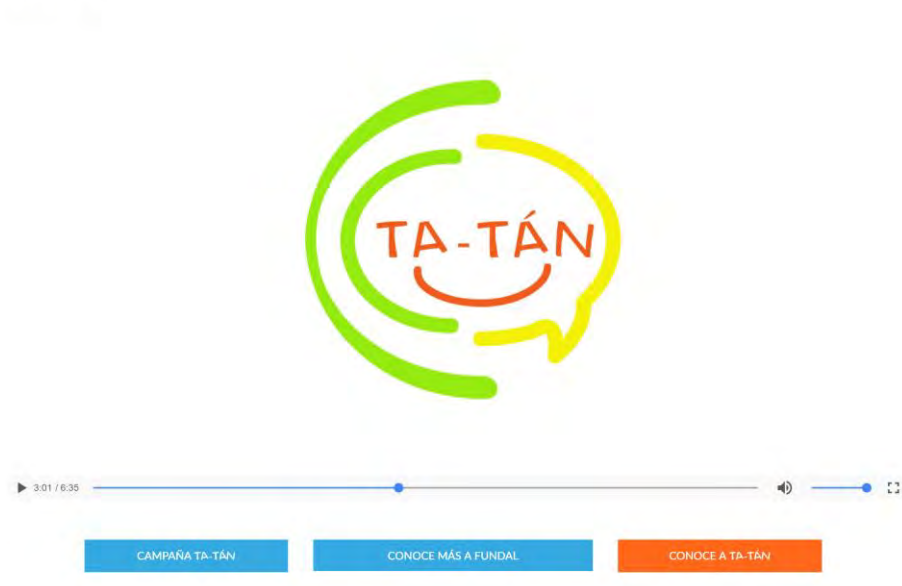 TA-TÁN
3:01 / 6:35
CAMPAÑA TA-TÁN
CONOCE MÁS A FUNDAL
CONOCE A TA-TÁN